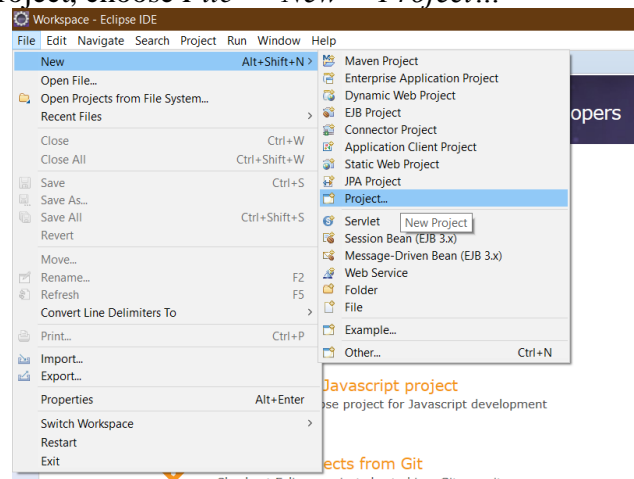 project, choose File → New → Project...
Workspace - Eclipse IDE
File Edit Navigate Search Project Run Window Help
New Alt+Shift+N >
Open File...
Open Projects from File System...
Recent Files >
Close Ctrl+W
Close All Ctrl+Shift+W
Save Ctrl+S
Save As...
Save All Ctrl+Shift+S
Revert
Move...
Rename... F2
Refresh F5
Convert Line Delimiters To >
Print... Ctrl+P
Import...
Export...
Properties Alt+Enter
Switch Workspace >
Restart
Exit
Maven Project
Enterprise Application Project
Dynamic Web Project
EJB Project
Connector Project
Application Client Project
Static Web Project
JPA Project
Project...
Servlet
New Project
Session Bean (EJB 3.x)
Message-Driven Bean (EJB 3.x)
Web Service
Folder
File
Example...
Other... Ctrl+N
opers
Javascript project
ose project for Javascript development
ects from Git